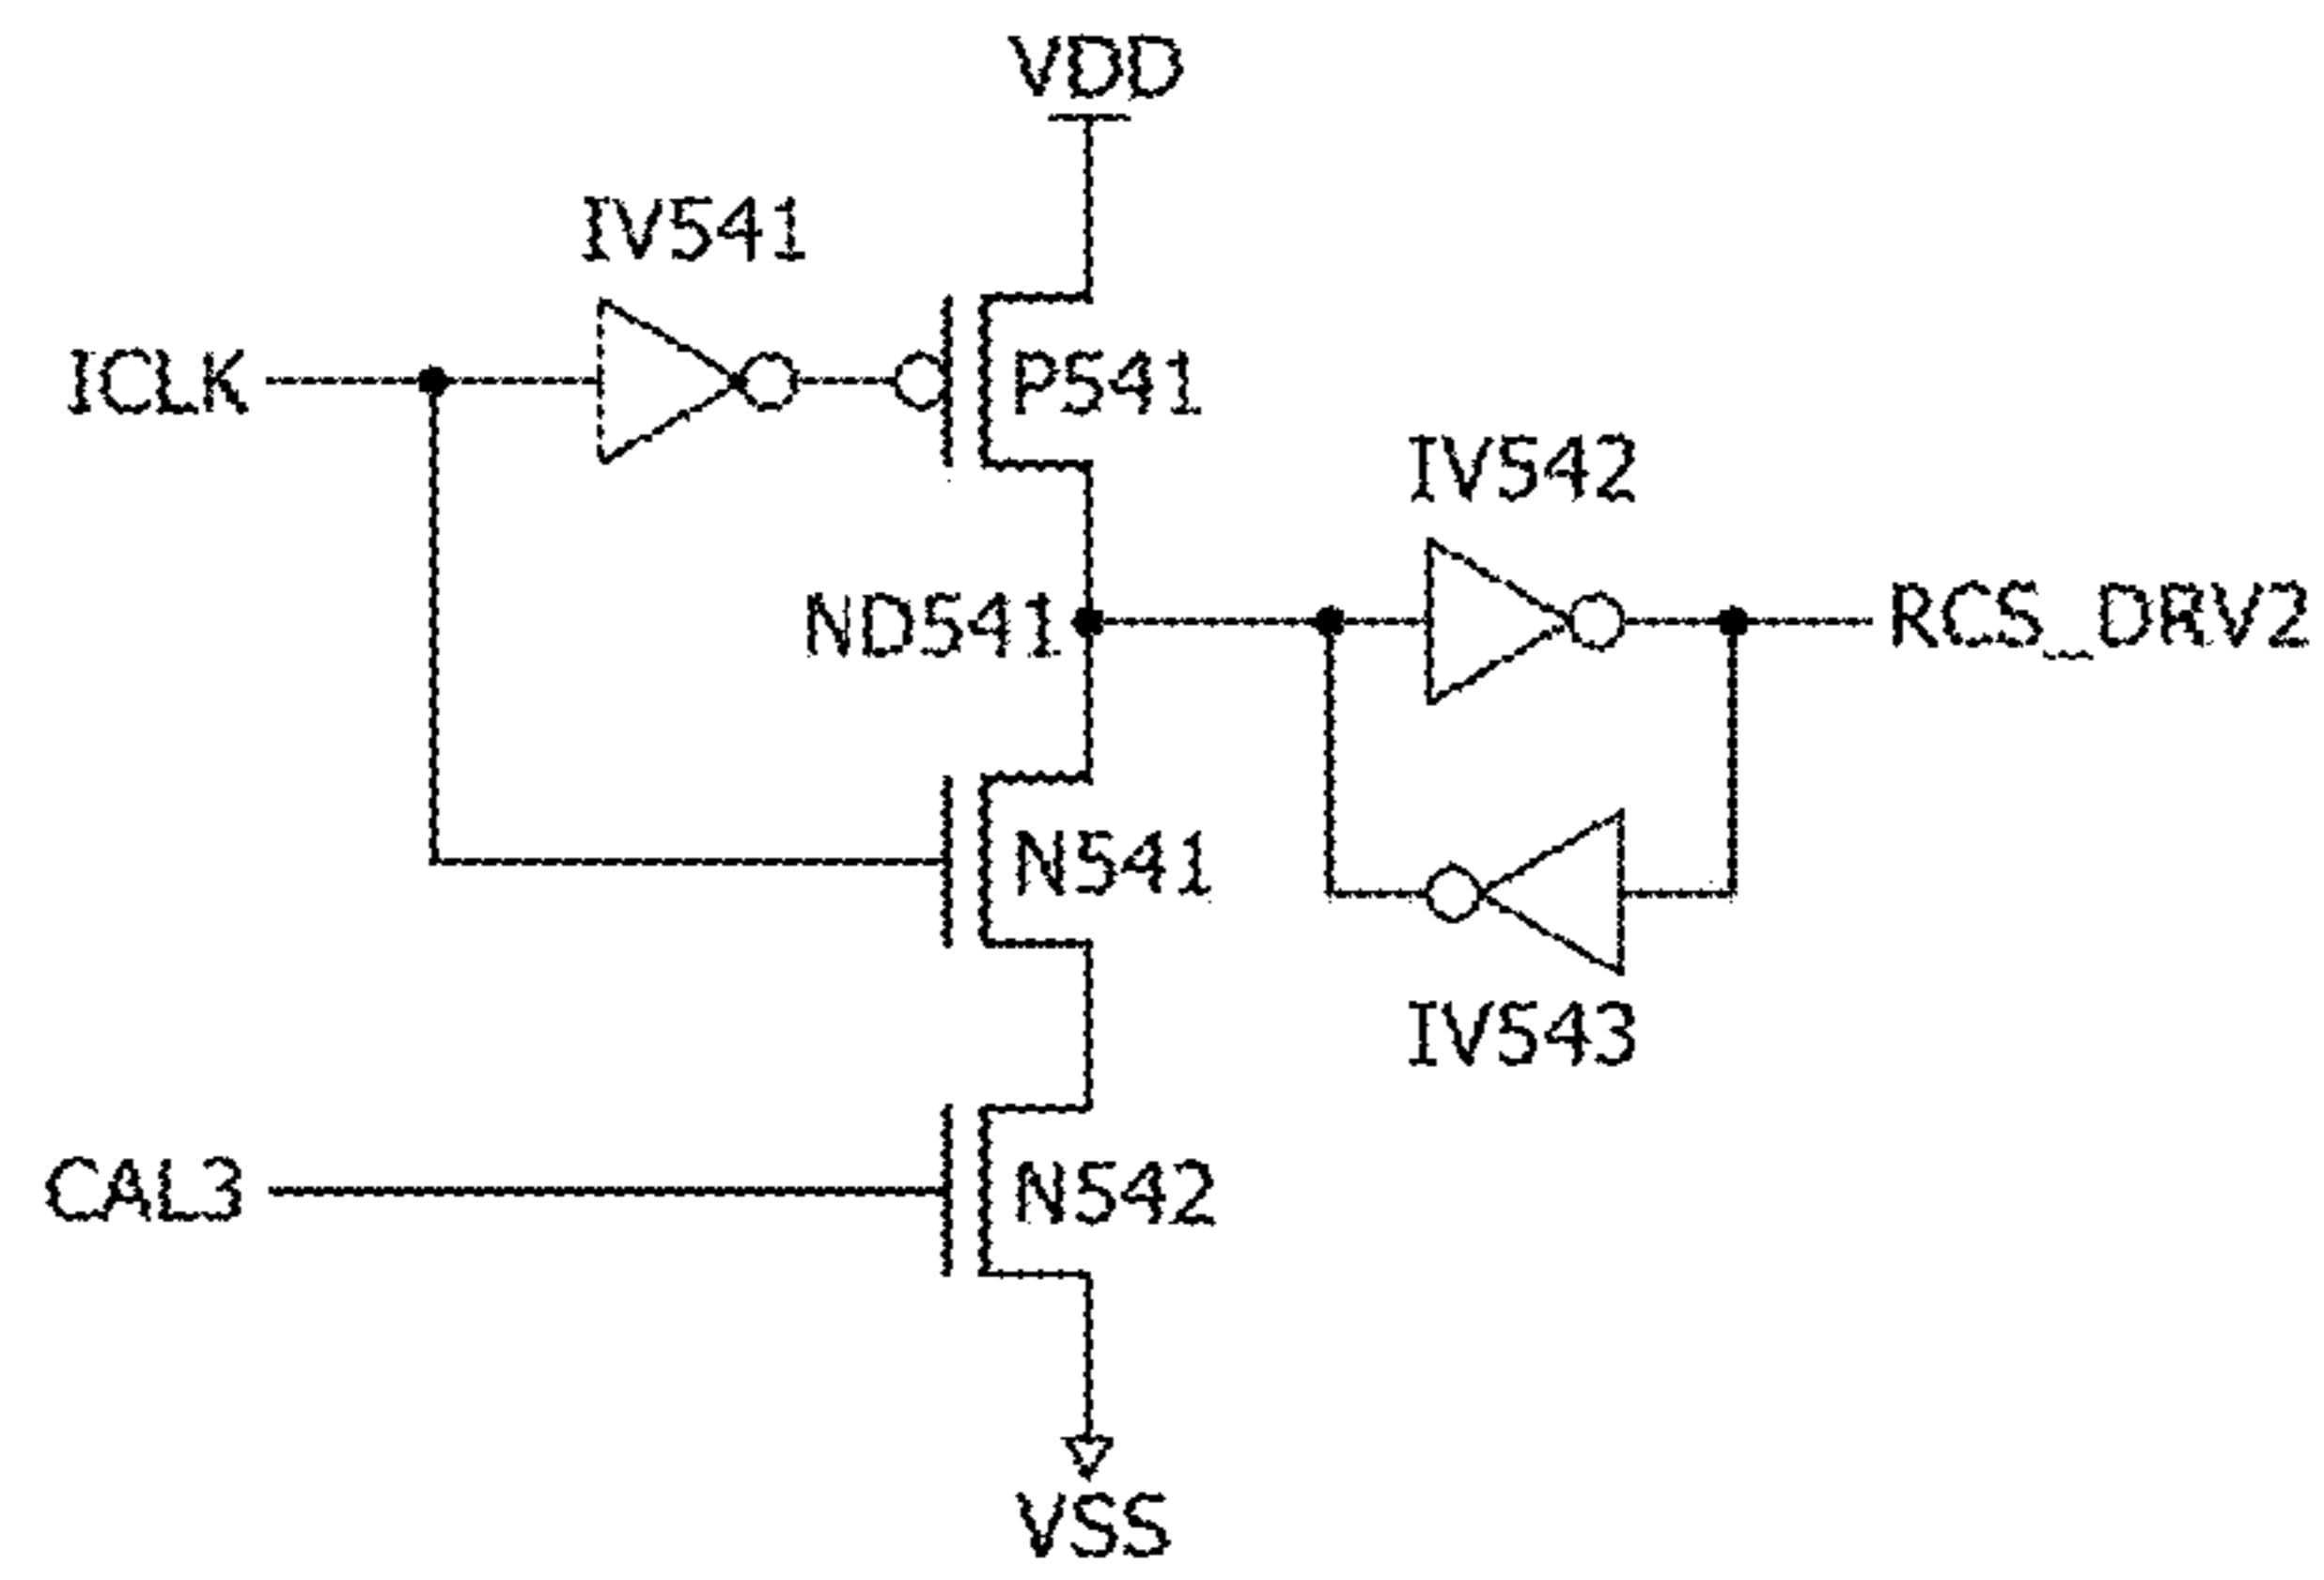 VDD
IV541
ICLK
P541
IV542
ND541
RCS_DRV2
N541
IV543
CAL3
N542
VSS